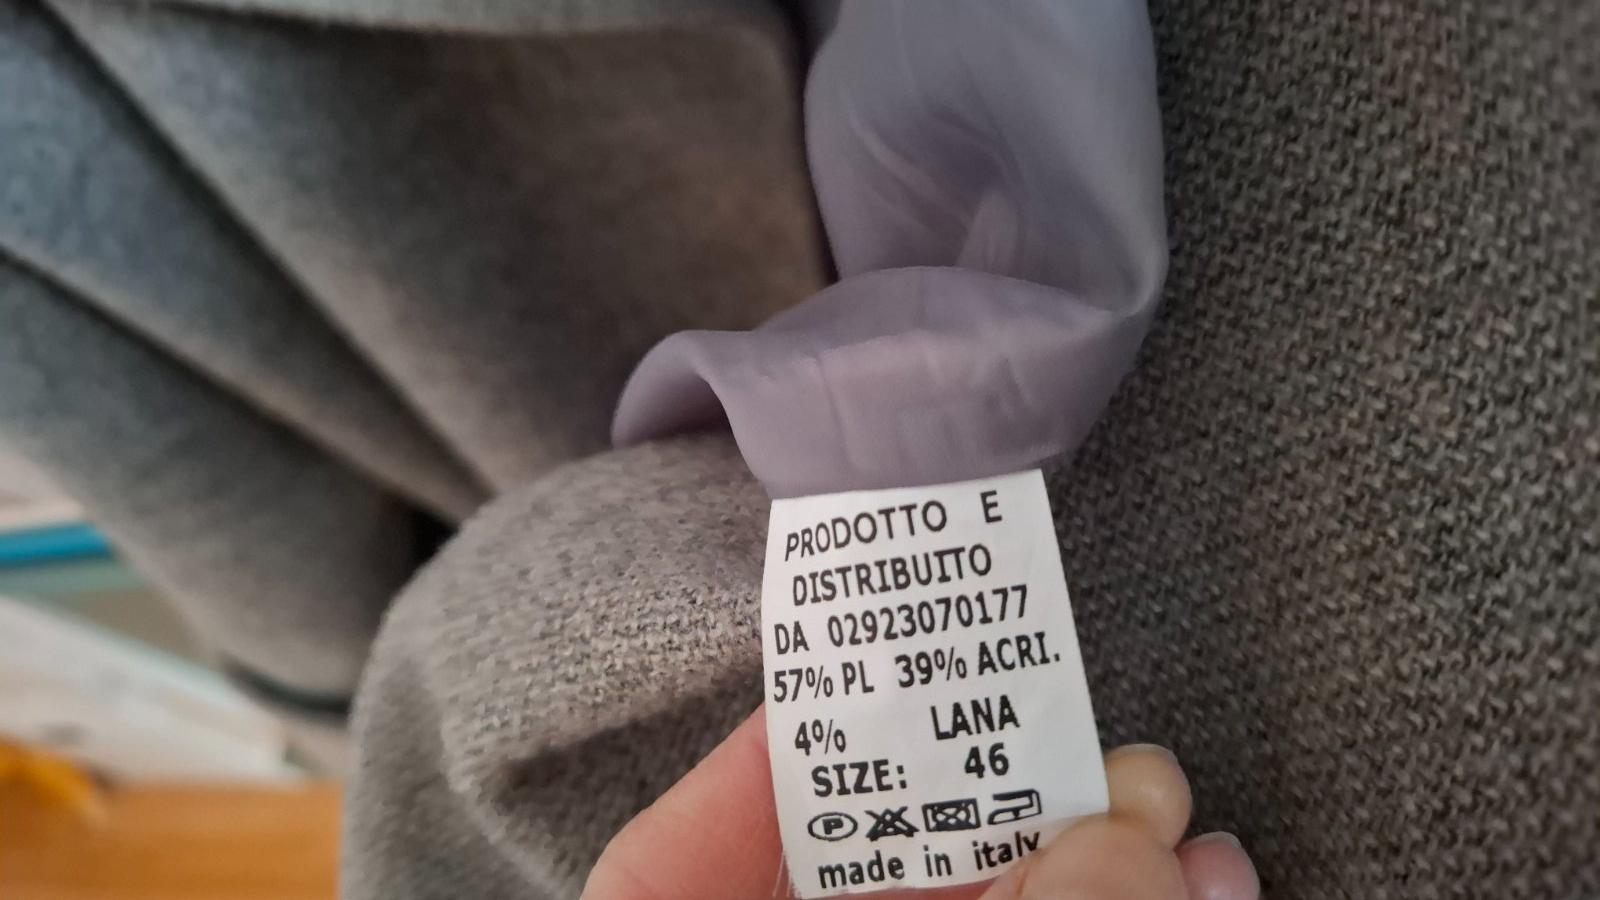 PRODOTTO E
DISTRIBUITO
DA 02923070177
57% PL 39% ACRI.
4% LANA
SIZE: 46
P
made in italy